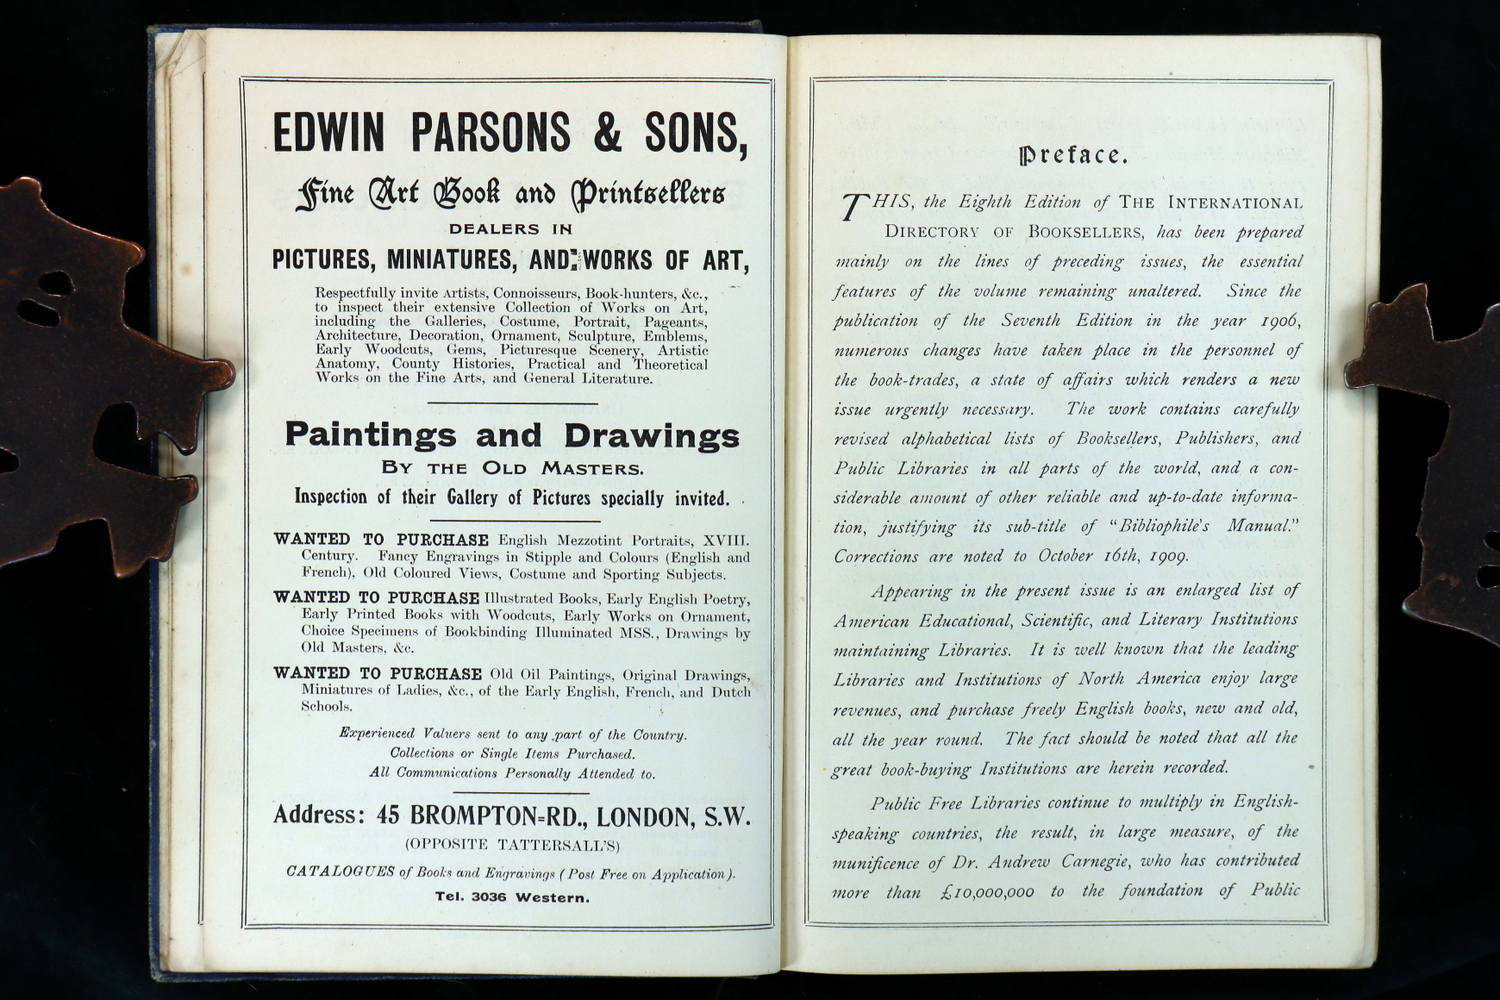 EDWIN PARSONS & SONS,
Fine Art Book and Printsellers
DEALERS IN
PICTURES, MINIATURES, AND WORKS OF ART,
Respectfully invite Artists, Connoisseurs, Book-hunters, &c.,
to inspect their extensive Collection of Works on Art,
including the Galleries, Costume, Portrait, Pageants,
Architecture, Decoration, Ornament, Sculpture, Emblems,
Early Woodcuts, Gems, Picturesque Scenery, Artistic
Anatomy, County Histories, Practical and Theoretical
Works on the Fine Arts, and General Literature.
Paintings and Drawings
BY THE OLD MASTERS.
Inspection of their Gallery of Pictures specially invited.
WANTED TO PURCHASE English Mezzotint Portraits, XVIII.
Century. Fancy Engravings in Stipple and Colours (English and
French), Old Coloured Views, Costume and Sporting Subjects.
WANTED TO PURCHASE Illustrated Books, Early English Poetry,
Early Printed Books with Woodcuts, Early Works on Ornament,
Choice Specimens of Bookbinding Illuminated MSS., Drawings by
Old Masters, &c.
WANTED TO PURCHASE Old Oil Paintings, Original Drawings,
Miniatures of Ladies, &c., of the Early English, French, and Dutch
Schools.
Experienced Valuers sent to any part of the Country.
Collections or Single Items Purchased.
All Communications Personally Attended to.
Address: 45 BROMPTON=RD., LONDON, S.W.
(OPPOSITE TATTERSALL'S)
CATALOGUES of Books and Engravings (Post Free on Application).
Tel. 3036 Western.
Preface.
THIS, the Eighth Edition of THE INTERNATIONAL
DIRECTORY OF BOOKSELLERS, has been prepared
mainly on the lines of preceding issues, the essential
features of the volume remaining unaltered. Since the
publication of the Seventh Edition in the year 1906,
numerous changes have taken place in the personnel of
the book-trades, a state of affairs which renders a new
issue urgently necessary. The work contains carefully
revised alphabetical lists of Booksellers, Publishers, and
Public Libraries in all parts of the world, and a con-
siderable amount of other reliable and up-to-date informa-
tion, justifying its sub-title of "Bibliophile's Manual."
Corrections are noted to October 16th, 1909.
Appearing in the present issue is an enlarged list of
American Educational, Scientific, and Literary Institutions
maintaining Libraries. It is well known that the leading
Libraries and Institutions of North America enjoy large
revenues, and purchase freely English books, new and old,
all the year round. The fact should be noted that all the
great book-buying Institutions are herein recorded.
Public Free Libraries continue to multiply in English-
speaking countries, the result, in large measure, of the
munificence of Dr. Andrew Carnegie, who has contributed
more than £10,000,000 to the foundation of Public